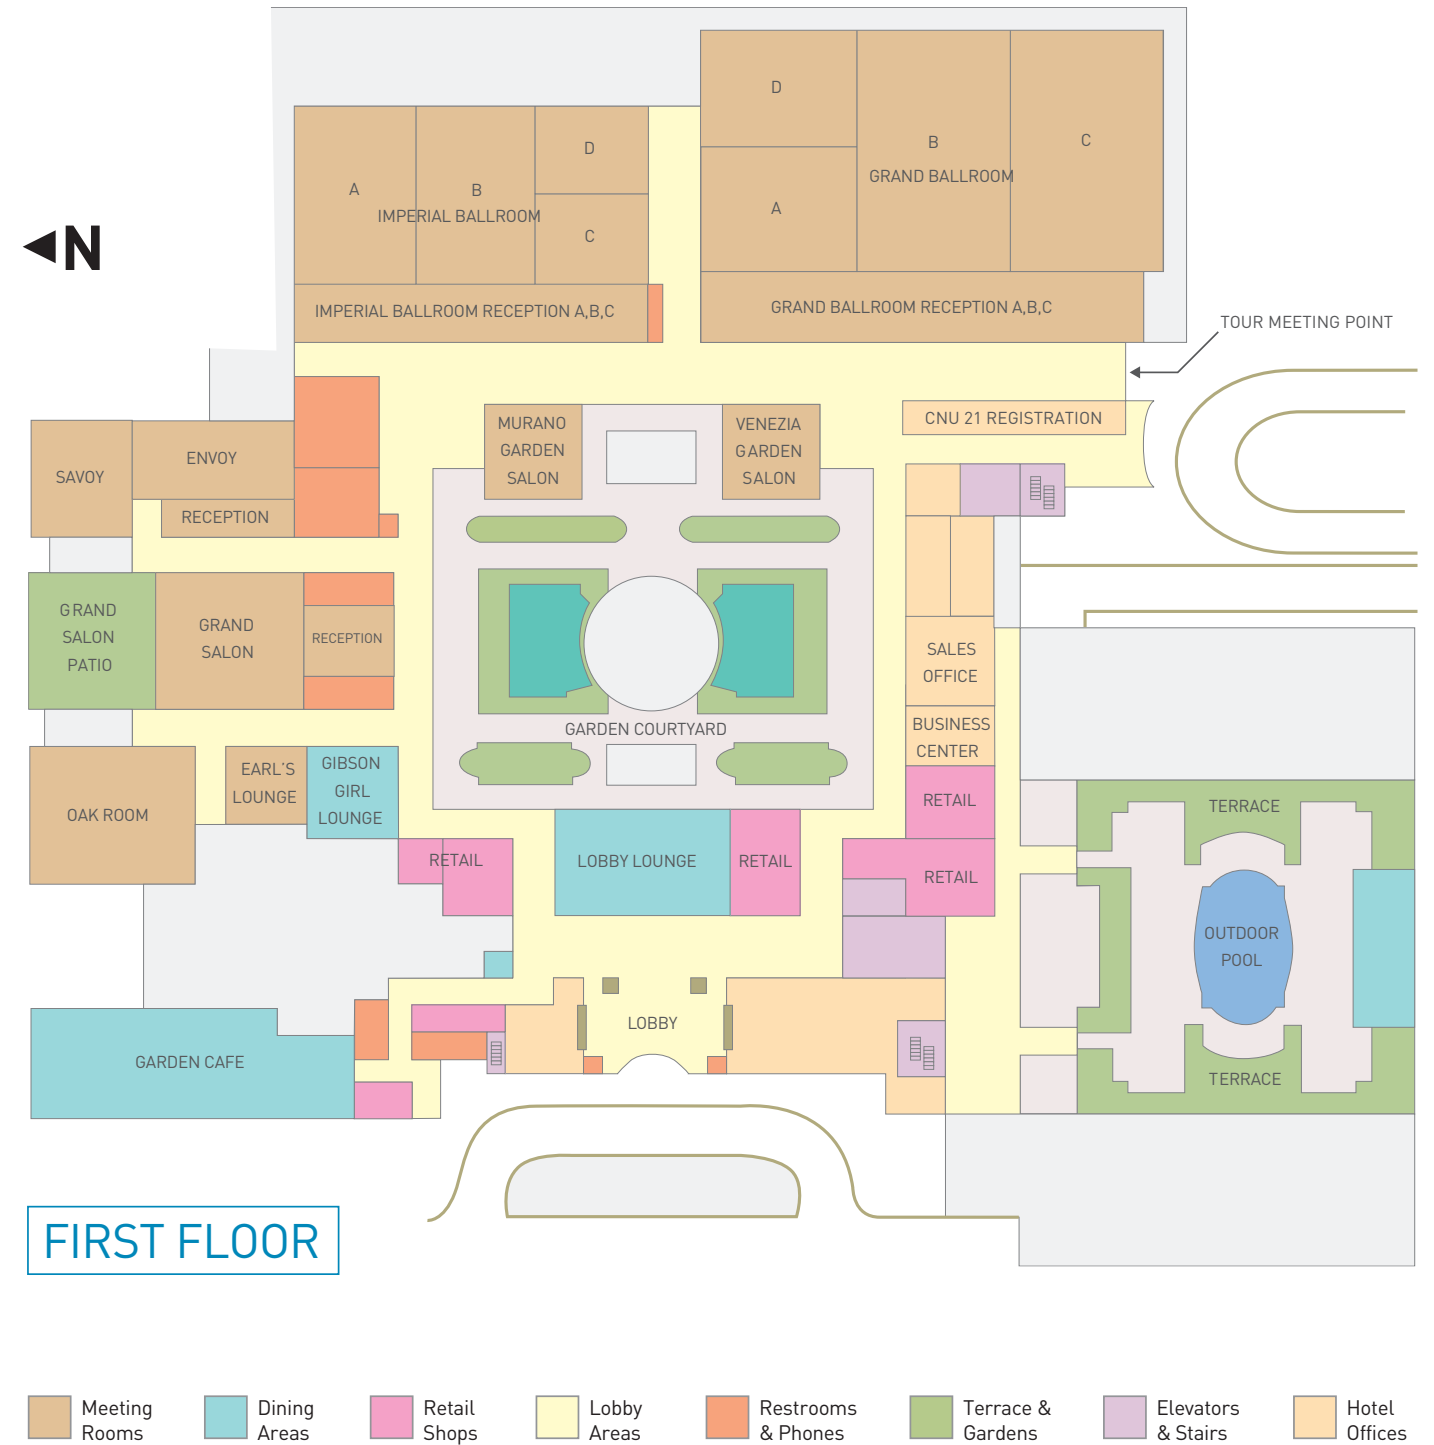 D
B
C
GRAND BALLROOM
A
GRAND BALLROOM RECEPTION A,B,C
A
B
D
IMPERIAL BALLROOM
C
IMPERIAL BALLROOM RECEPTION A,B,C
N
TOUR MEETING POINT
CNU 21 REGISTRATION
MURANO
GARDEN
SALON
VENEZIA
GARDEN
SALON
SAVOY
ENVOY
RECEPTION
GRAND
SALON
PATIO
GRAND
SALON
RECEPTION
SALES
OFFICE
BUSINESS
CENTER
GARDEN COURTYARD
OAK ROOM
EARL'S
LOUNGE
GIBSON
GIRL
LOUNGE
RETAIL
LOBBY LOUNGE
RETAIL
RETAIL
RETAIL
TERRACE
OUTDOOR
POOL
TERRACE
LOBBY
GARDEN CAFE
FIRST FLOOR
Meeting
Rooms
Dining
Areas
Retail
Shops
Lobby
Areas
Restrooms
& Phones
Terrace &
Gardens
Elevators
& Stairs
Hotel
Offices